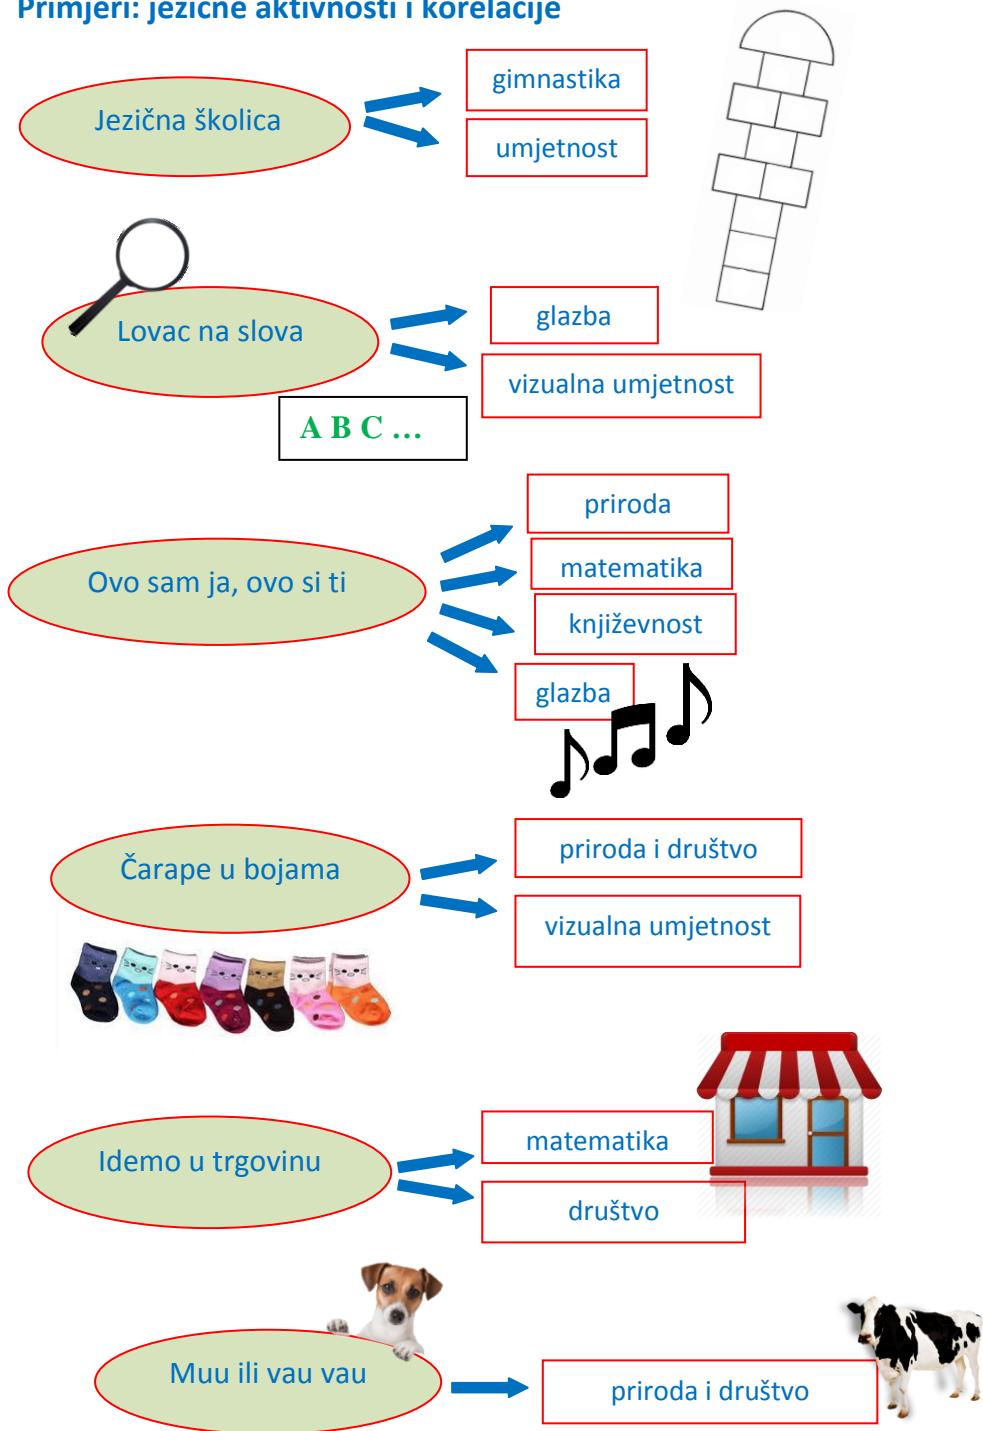 Primjeri: jezične aktivnosti i korelacije
gimnastika
Jezična školica
umjetnost
glazba
Lovac na slova
vizualna umjetnost
A B C ...
priroda
matematika
Ovo sam ja, ovo si ti
književnost
glazba
priroda i društvo
Čarape u bojama
vizualna umjetnost
matematika
Idemo u trgovinu
društvo
Muu ili vau vau
priroda i društvo